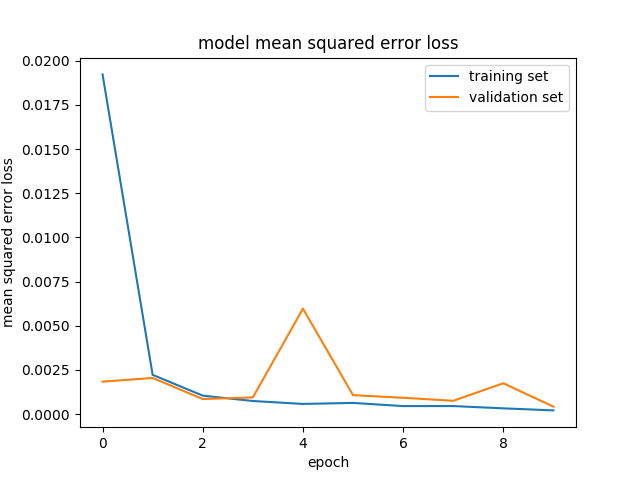 model mean squared error loss
training set
validation set
mean squared error loss
0.0200
0.0175
0.0150
0.0125
0.0100
0.0075
0.0050
0.0025
0.0000
0 2 4 6 8
epoch